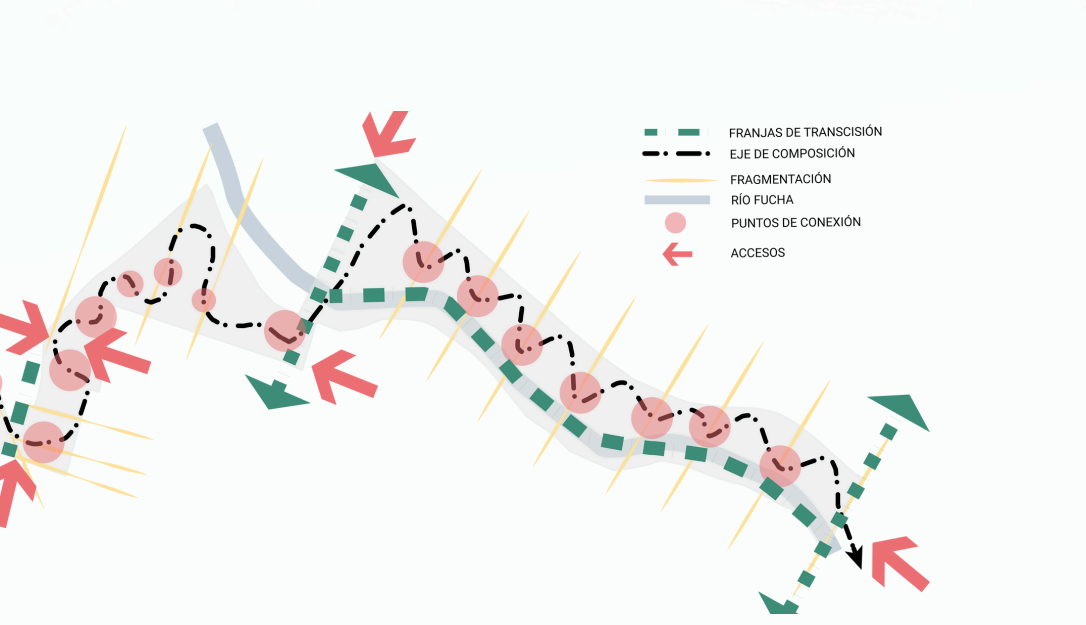 FRANJAS DE TRANSCISIÓN
EJE DE COMPOSICIÓN
FRAGMENTACIÓN
RÍO FUCHA
PUNTOS DE CONEXIÓN
ACCESOS